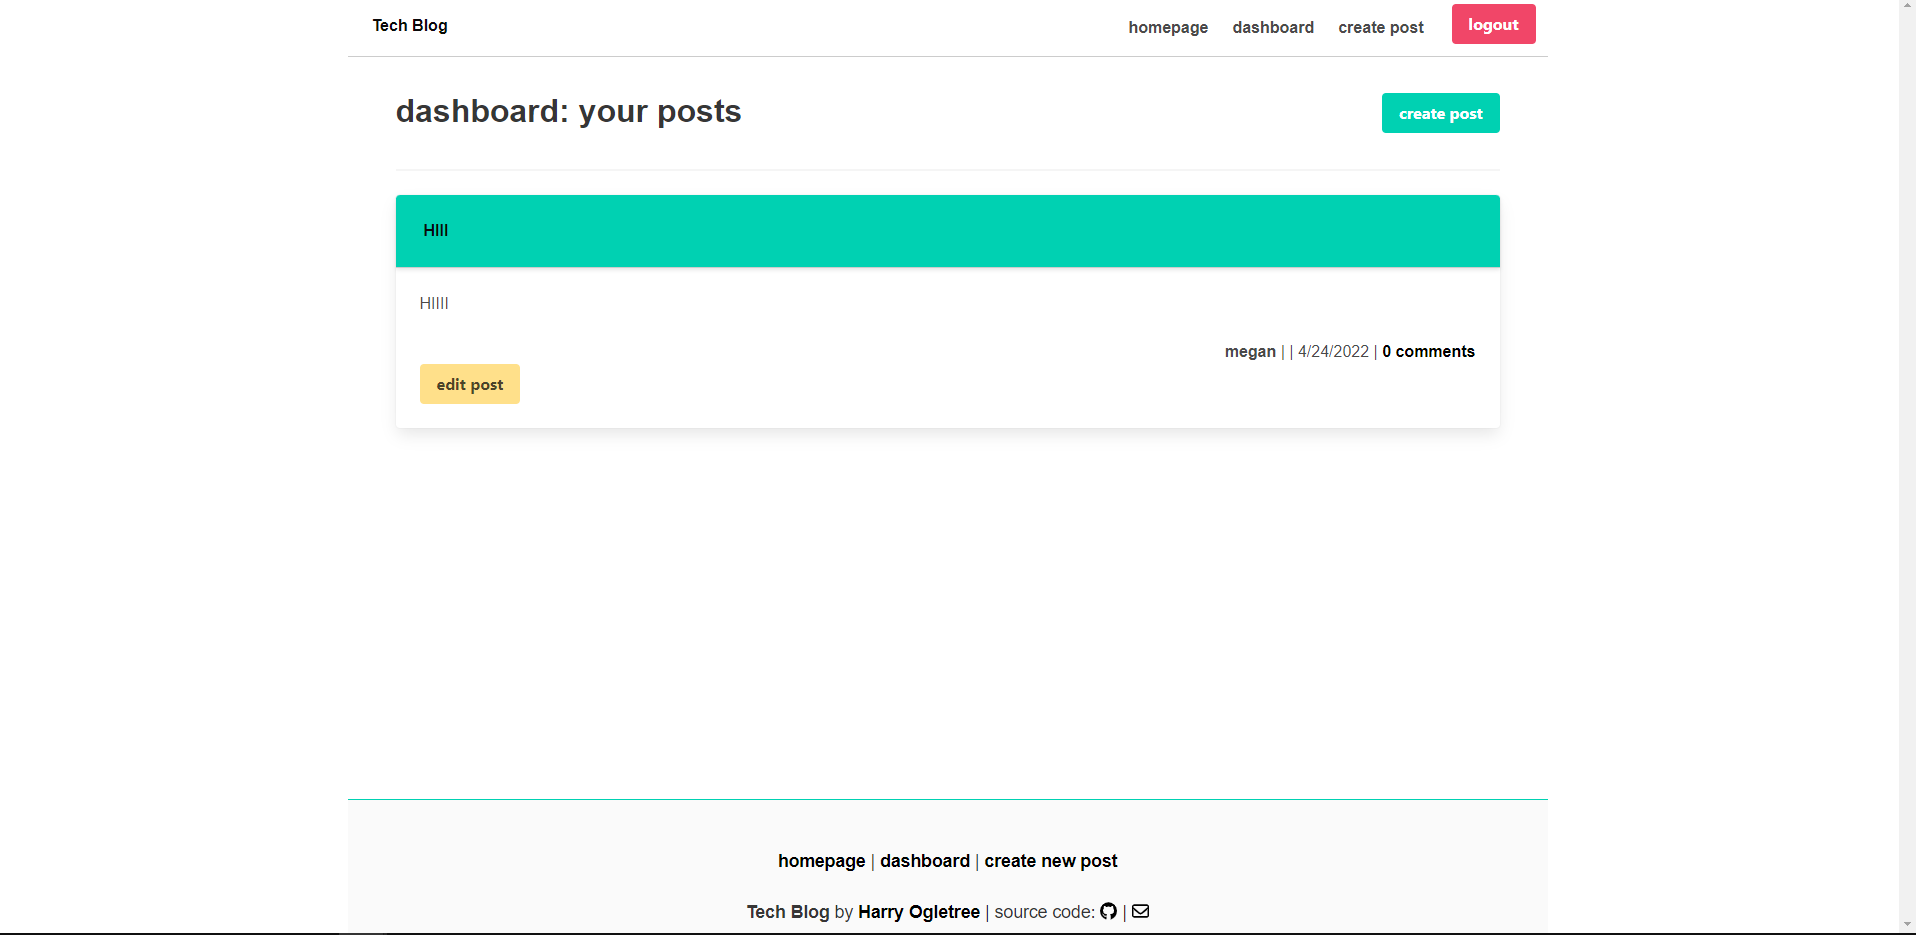 Tech Blog homepage dashboard create post logout
dashboard: your posts create post
HIII
HIIII
megan | | 4/24/2022 | 0 comments
edit post
homepage | dashboard | create new post
Tech Blog by Harry Ogletree | source code: |